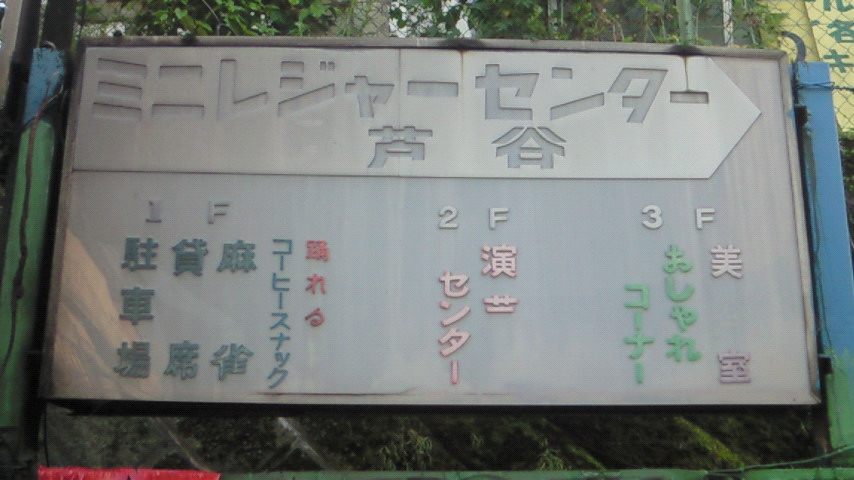 ミニレジャーセンター
芦谷
1F
踊れる
コーヒースナック
麻雀
貸席
駐車場
2F
演芸
センター
3F
美室
おしゃれ
コーナー